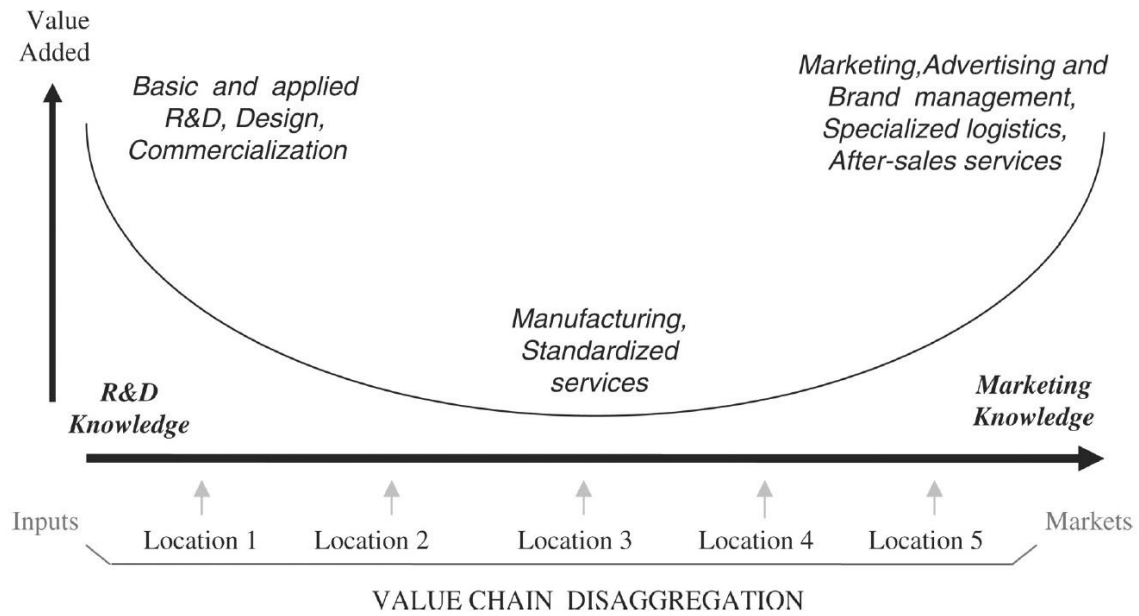 Value
Added
Basic and applied
R&D, Design,
Commercialization
Marketing,Advertising and
Brand management,
Specialized logistics,
After-sales services
Manufacturing,
Standardized
services
R&D
Knowledge
Marketing
Knowledge
Inputs
Location 1
Location 2
Location 3
Location 4
Location 5
Markets
VALUE CHAIN DISAGGREGATION